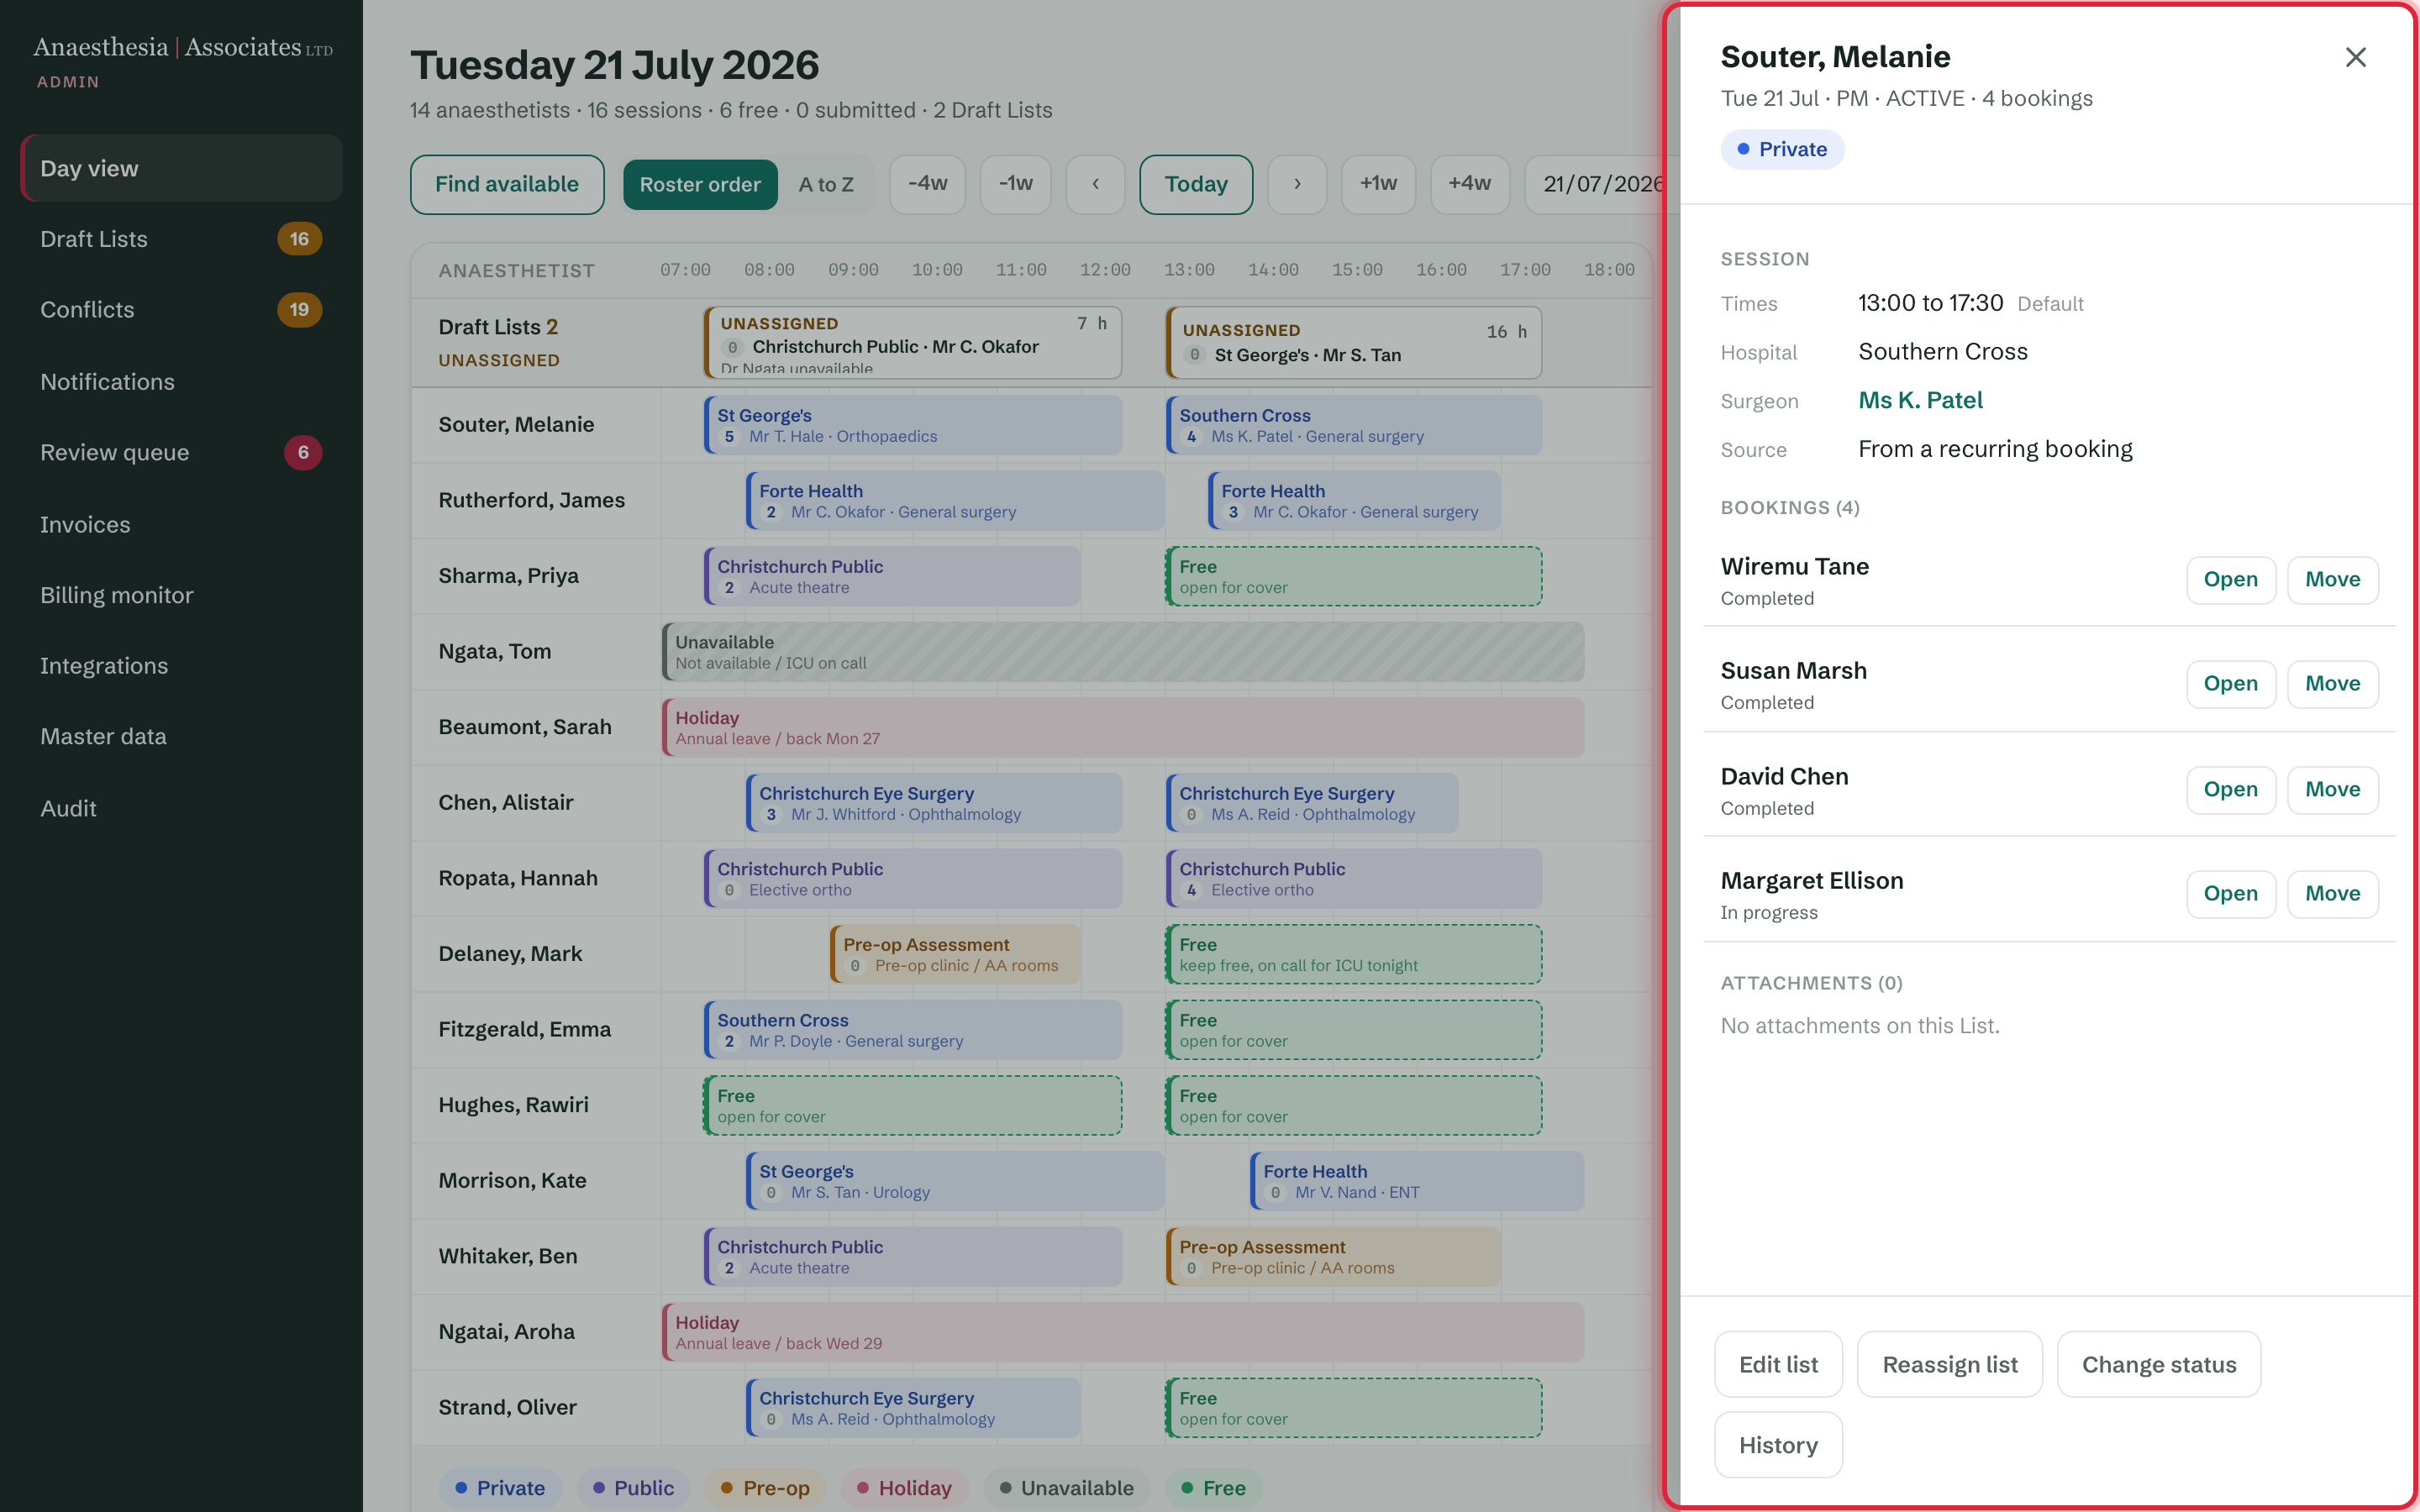 Anaesthesia | Associates LTD
ADMIN
Day view
Draft Lists 16
Conflicts 19
Notifications
Review queue 6
Invoices
Billing monitor
Integrations
Master data
Audit
Tuesday 21 July 2026
14 anaesthetists · 16 sessions · 6 free · 0 submitted · 2 Draft Lists
Find available Roster order A to Z -4w -1w ‹ Today › +1w +4w 21/07/2026
ANAESTHETIST 07:00 08:00 09:00 10:00 11:00 12:00 13:00 14:00 15:00 16:00 17:00 18:00
Draft Lists 2
UNASSIGNED
UNASSIGNED 7 h
0 Christchurch Public · Mr C. Okafor
Dr Ngata unavailable
UNASSIGNED 16 h
0 St George's · Mr S. Tan
Souter, Melanie
St George's
5 Mr T. Hale · Orthopaedics
Southern Cross
4 Ms K. Patel · General surgery
Rutherford, James
Forte Health
2 Mr C. Okafor · General surgery
Forte Health
3 Mr C. Okafor · General surgery
Sharma, Priya
Christchurch Public
2 Acute theatre
Free
open for cover
Ngata, Tom
Unavailable
Not available / ICU on call
Beaumont, Sarah
Holiday
Annual leave / back Mon 27
Chen, Alistair
Christchurch Eye Surgery
3 Mr J. Whitford · Ophthalmology
Christchurch Eye Surgery
0 Ms A. Reid · Ophthalmology
Ropata, Hannah
Christchurch Public
0 Elective ortho
Christchurch Public
4 Elective ortho
Delaney, Mark
Pre-op Assessment
0 Pre-op clinic / AA rooms
Free
keep free, on call for ICU tonight
Fitzgerald, Emma
Southern Cross
2 Mr P. Doyle · General surgery
Free
open for cover
Hughes, Rawiri
Free
open for cover
Free
open for cover
Morrison, Kate
St George's
0 Mr S. Tan · Urology
Forte Health
0 Mr V. Nand · ENT
Whitaker, Ben
Christchurch Public
2 Acute theatre
Pre-op Assessment
0 Pre-op clinic / AA rooms
Ngatai, Aroha
Holiday
Annual leave / back Wed 29
Strand, Oliver
Christchurch Eye Surgery
0 Ms A. Reid · Ophthalmology
Free
open for cover
Private Public Pre-op Holiday Unavailable Free
Souter, Melanie
Tue 21 Jul · PM · ACTIVE · 4 bookings
Private
SESSION
Times 13:00 to 17:30 Default
Hospital Southern Cross
Surgeon Ms K. Patel
Source From a recurring booking
BOOKINGS (4)
Wiremu Tane
Completed
Open Move
Susan Marsh
Completed
Open Move
David Chen
Completed
Open Move
Margaret Ellison
In progress
Open Move
ATTACHMENTS (0)
No attachments on this List.
Edit list Reassign list Change status
History